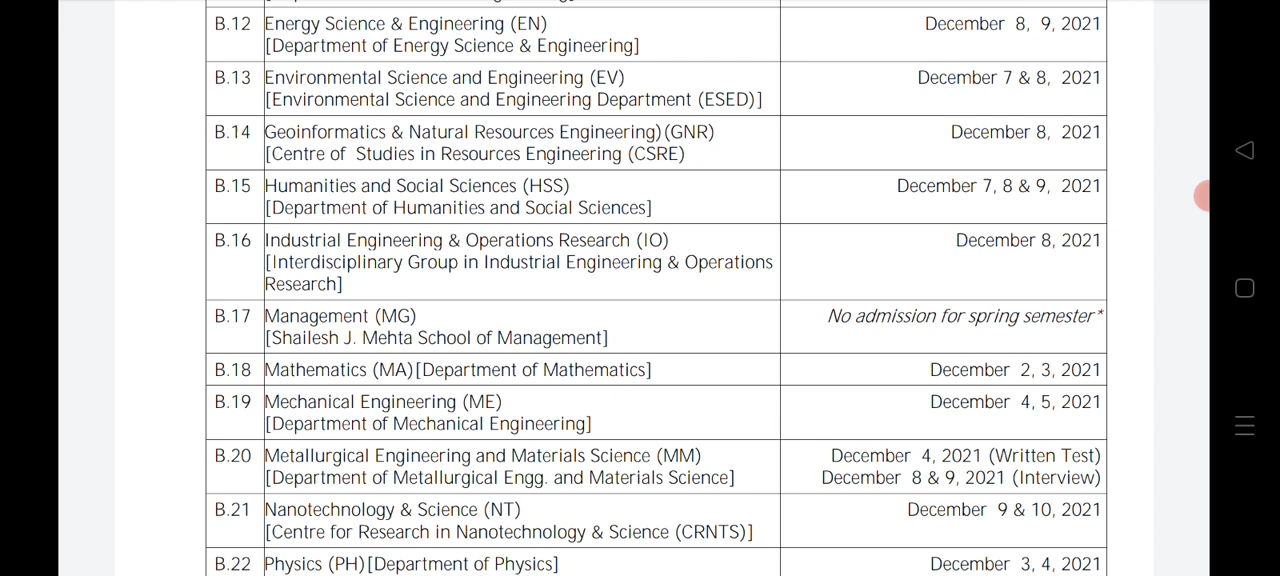 B.12 Energy Science & Engineering (EN) December 8, 9, 2021
[Department of Energy Science & Engineering]
B.13 Environmental Science and Engineering (EV) December 7 & 8, 2021
[Environmental Science and Engineering Department (ESED)]
B.14 Geoinformatics & Natural Resources Engineering) (GNR) December 8, 2021
[Centre of Studies in Resources Engineering (CSRE)
B.15 Humanities and Social Sciences (HSS) December 7, 8 & 9, 2021
[Department of Humanities and Social Sciences]
B.16 Industrial Engineering & Operations Research (IO) December 8, 2021
[Interdisciplinary Group in Industrial Engineering & Operations
Research]
B.17 Management (MG) No admission for spring semester*
[Shailesh J. Mehta School of Management]
B.18 Mathematics (MA)[Department of Mathematics] December 2, 3, 2021
B.19 Mechanical Engineering (ME) December 4, 5, 2021
[Department of Mechanical Engineering]
B.20 Metallurgical Engineering and Materials Science (MM) December 4, 2021 (Written Test)
[Department of Metallurgical Engg. and Materials Science] December 8 & 9, 2021 (Interview)
B.21 Nanotechnology & Science (NT) December 9 & 10, 2021
[Centre for Research in Nanotechnology & Science (CRNTS)]
B.22 Physics (PH)[Department of Physics] December 3, 4, 2021